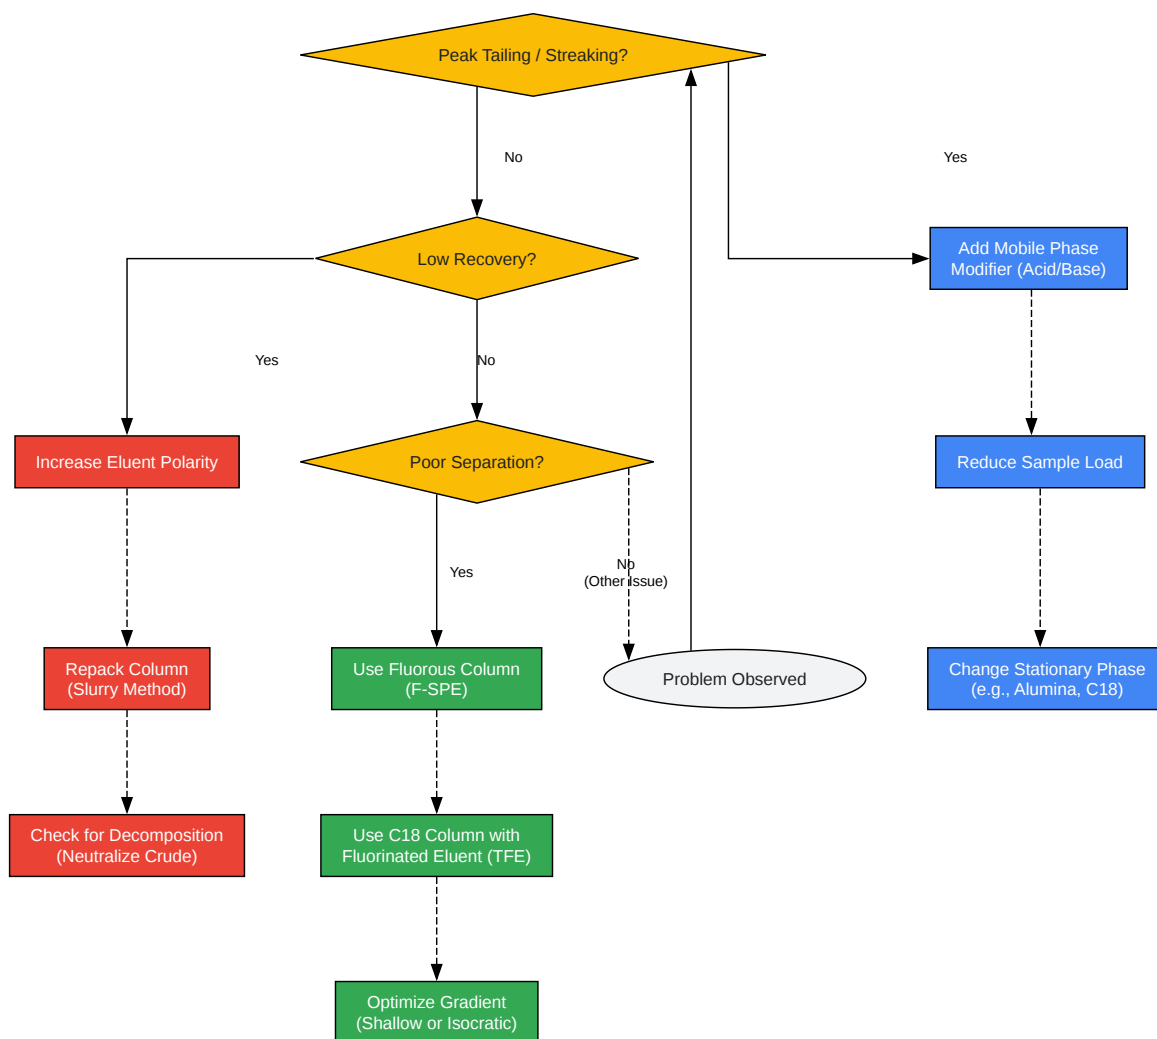 Peak Tailing / Streaking?
No
Yes
Add Mobile Phase
Modifier (Acid/Base)
Low Recovery?
Yes
No
Increase Eluent Polarity
Poor Separation?
Reduce Sample Load
Yes
No
(Other Issue)
Repack Column
(Slurry Method)
Use Fluorous Column
(F-SPE)
Problem Observed
Change Stationary Phase
(e.g., Alumina, C18)
Check for Decomposition
(Neutralize Crude)
Use C18 Column with
Fluorinated Eluent (TFE)
Optimize Gradient
(Shallow or Isocratic)